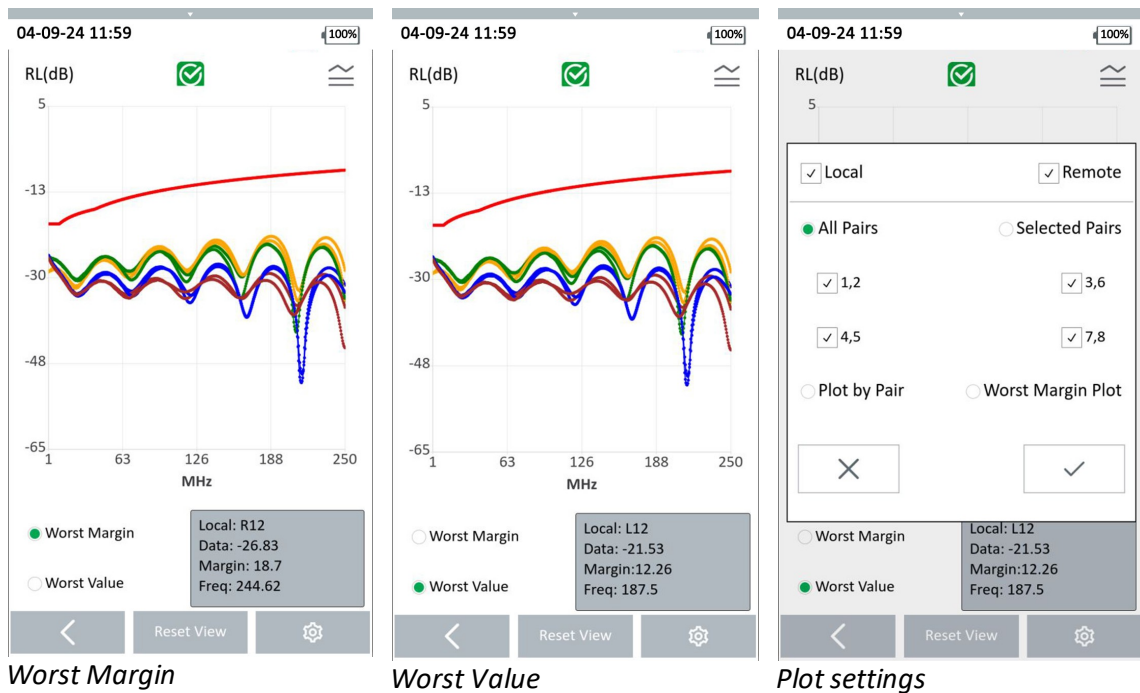 04-09-24 11:59
100%
RL(dB)
5
-13
-30
-48
-65
1 63 126 188 250
MHz
Worst Margin
Worst Value
Local: R12
Data: -26.83
Margin: 18.7
Freq: 244.62
Reset View
Worst Margin
04-09-24 11:59
100%
RL(dB)
5
-13
-30
-48
-65
1 63 126 188 250
MHz
Worst Margin
Worst Value
Local: L12
Data: -21.53
Margin:12.26
Freq: 187.5
Reset View
Worst Value
04-09-24 11:59
100%
RL(dB)
5
Local Remote
All Pairs Selected Pairs
1,2 3,6
4,5 7,8
Plot by Pair Worst Margin Plot
Worst Margin
Worst Value
Local: L12
Data: -21.53
Margin:12.26
Freq: 187.5
Reset View
Plot settings